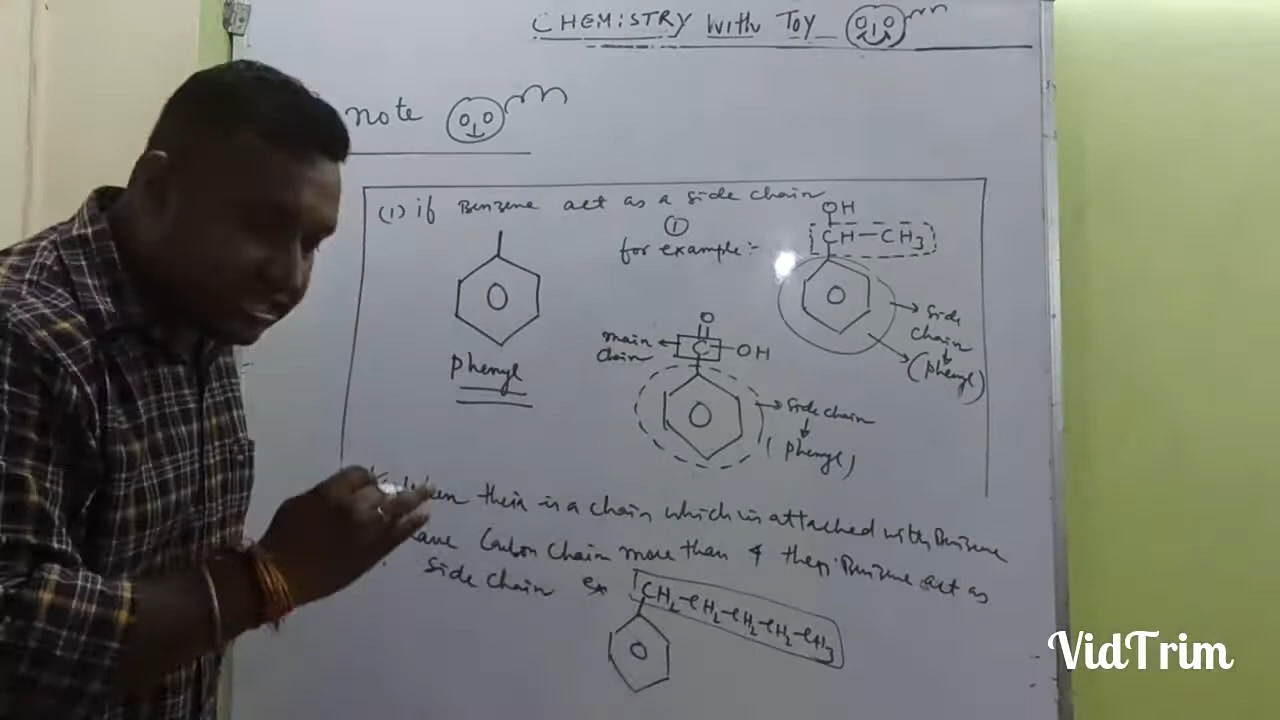 CHEMISTRY with TOY
note
(1) if Benzene act as a side chain
①
for example :-
OH
CH-CH3
side
chain
(phenyl)
phenyl
O
main
chain
C
OH
side chain
(phenyl)
when their is a chain which is attached with Benzene
Carbon chain more than 4 then Benzene act as
side chain ex
CH2-CH2-CH2-CH2-CH3
VidTrim